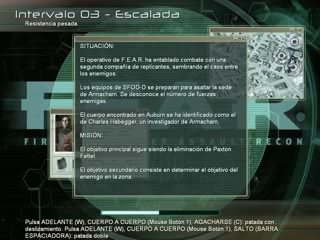 Intervalo 03 - Escalada
Resistencia pesada
SITUACIÓN:
El operativo de F.E.A.R. ha entablado combate con una
segunda compañía de replicantes, sembrando el caos entre
los enemigos.
Los equipos de SFOD-D se preparan para asaltar la sede
de Armacham. Se desconoce el número de fuerzas
enemigas.
El cuerpo encontrado en Auburn se ha identificado como el
de Charles Habegger, un investigador de Armacham.
MISIÓN:
El objetivo principal sigue siendo la eliminación de Paxton
Fettel.
El objetivo secundario consiste en determinar el objetivo del
enemigo en la zona.
Pulsa ADELANTE (W), CUERPO A CUERPO (Mouse Botón 1), AGACHARSE (C): patada con
deslizamiento. Pulsa ADELANTE (W), CUERPO A CUERPO (Mouse Botón 1), SALTO (BARRA
ESPACIADORA): patada doble